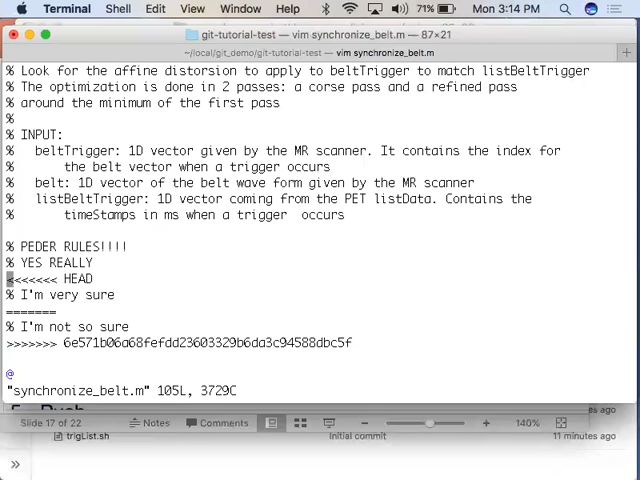 Terminal Shell Edit View Window Help 71% Mon 3:14 PM
git-tutorial-test — vim synchronize_belt.m — 87×21
~/local/git_demo/git-tutorial-test — vim synchronize_belt.m
% Look for the affine distorsion to apply to beltTrigger to match listBeltTrigger
% The optimization is done in 2 passes: a corse pass and a refined pass
% around the minimum of the first pass
%
% INPUT:
% beltTrigger: 1D vector given by the MR scanner. It contains the index for
% the belt vector when a trigger occurs
% belt: 1D vector of the belt wave form given by the MR scanner
% listBeltTrigger: 1D vector coming from the PET listData. Contains the
% timeStamps in ms when a trigger occurs
% PEDER RULES!!!!
% YES REALLY
<<<<<<< HEAD
% I'm very sure
=======
% I'm not so sure
>>>>>>> 6e571b06a68fefdd23603329b6da3c94588dbc5f
@
"synchronize_belt.m" 105L, 3729C
es ago
Slide 17 of 22 Notes Comments 140%
trigList.sh Initial commit 11 minutes ago